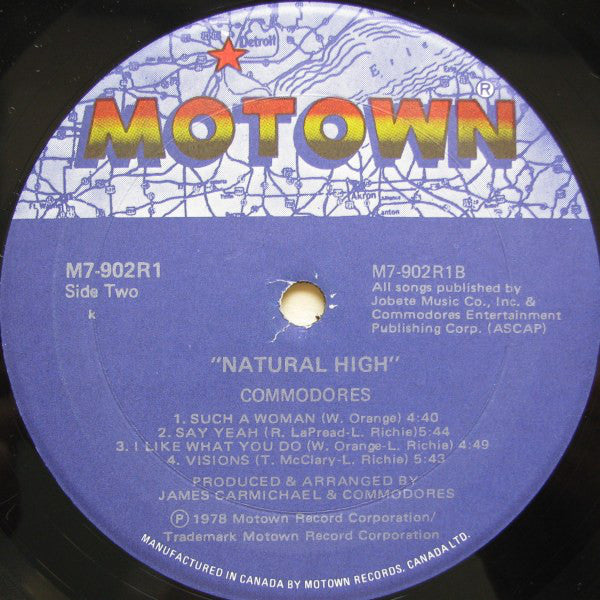 Detroit
Erie
MOTOWN®
Akron
M7-902R1
Side Two
k
M7-902R1B
All songs published by
Jobete Music Co., Inc. &
Commodores Entertainment
Publishing Corp. (ASCAP)
"NATURAL HIGH"
COMMODORES
1. SUCH A WOMAN (W. Orange) 4:40
2. SAY YEAH (R. LaPread-L. Richie)5:44
3. I LIKE WHAT YOU DO (W. Orange-L. Richie) 4:49
4. VISIONS (T. McClary-L. Richie) 5:43
PRODUCED & ARRANGED BY
JAMES CARMICHAEL & COMMODORES
Ⓟ 1978 Motown Record Corporation/
Trademark Motown Record Corporation
MANUFACTURED IN CANADA BY MOTOWN RECORDS, CANADA LTD.